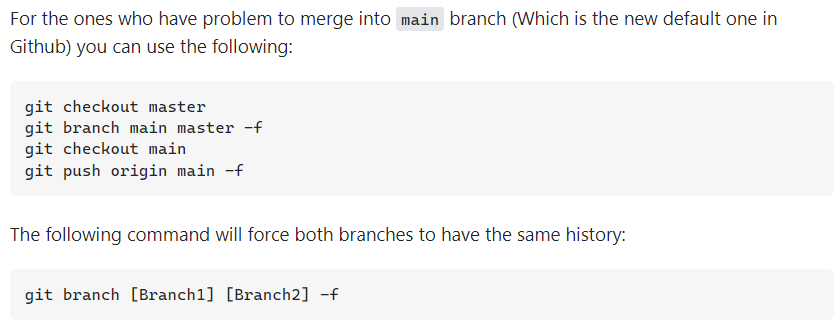 For the ones who have problem to merge into main branch (Which is the new default one in
Github) you can use the following:
git checkout master
git branch main master -f
git checkout main
git push origin main -f
The following command will force both branches to have the same history:
git branch [Branch1] [Branch2] -f